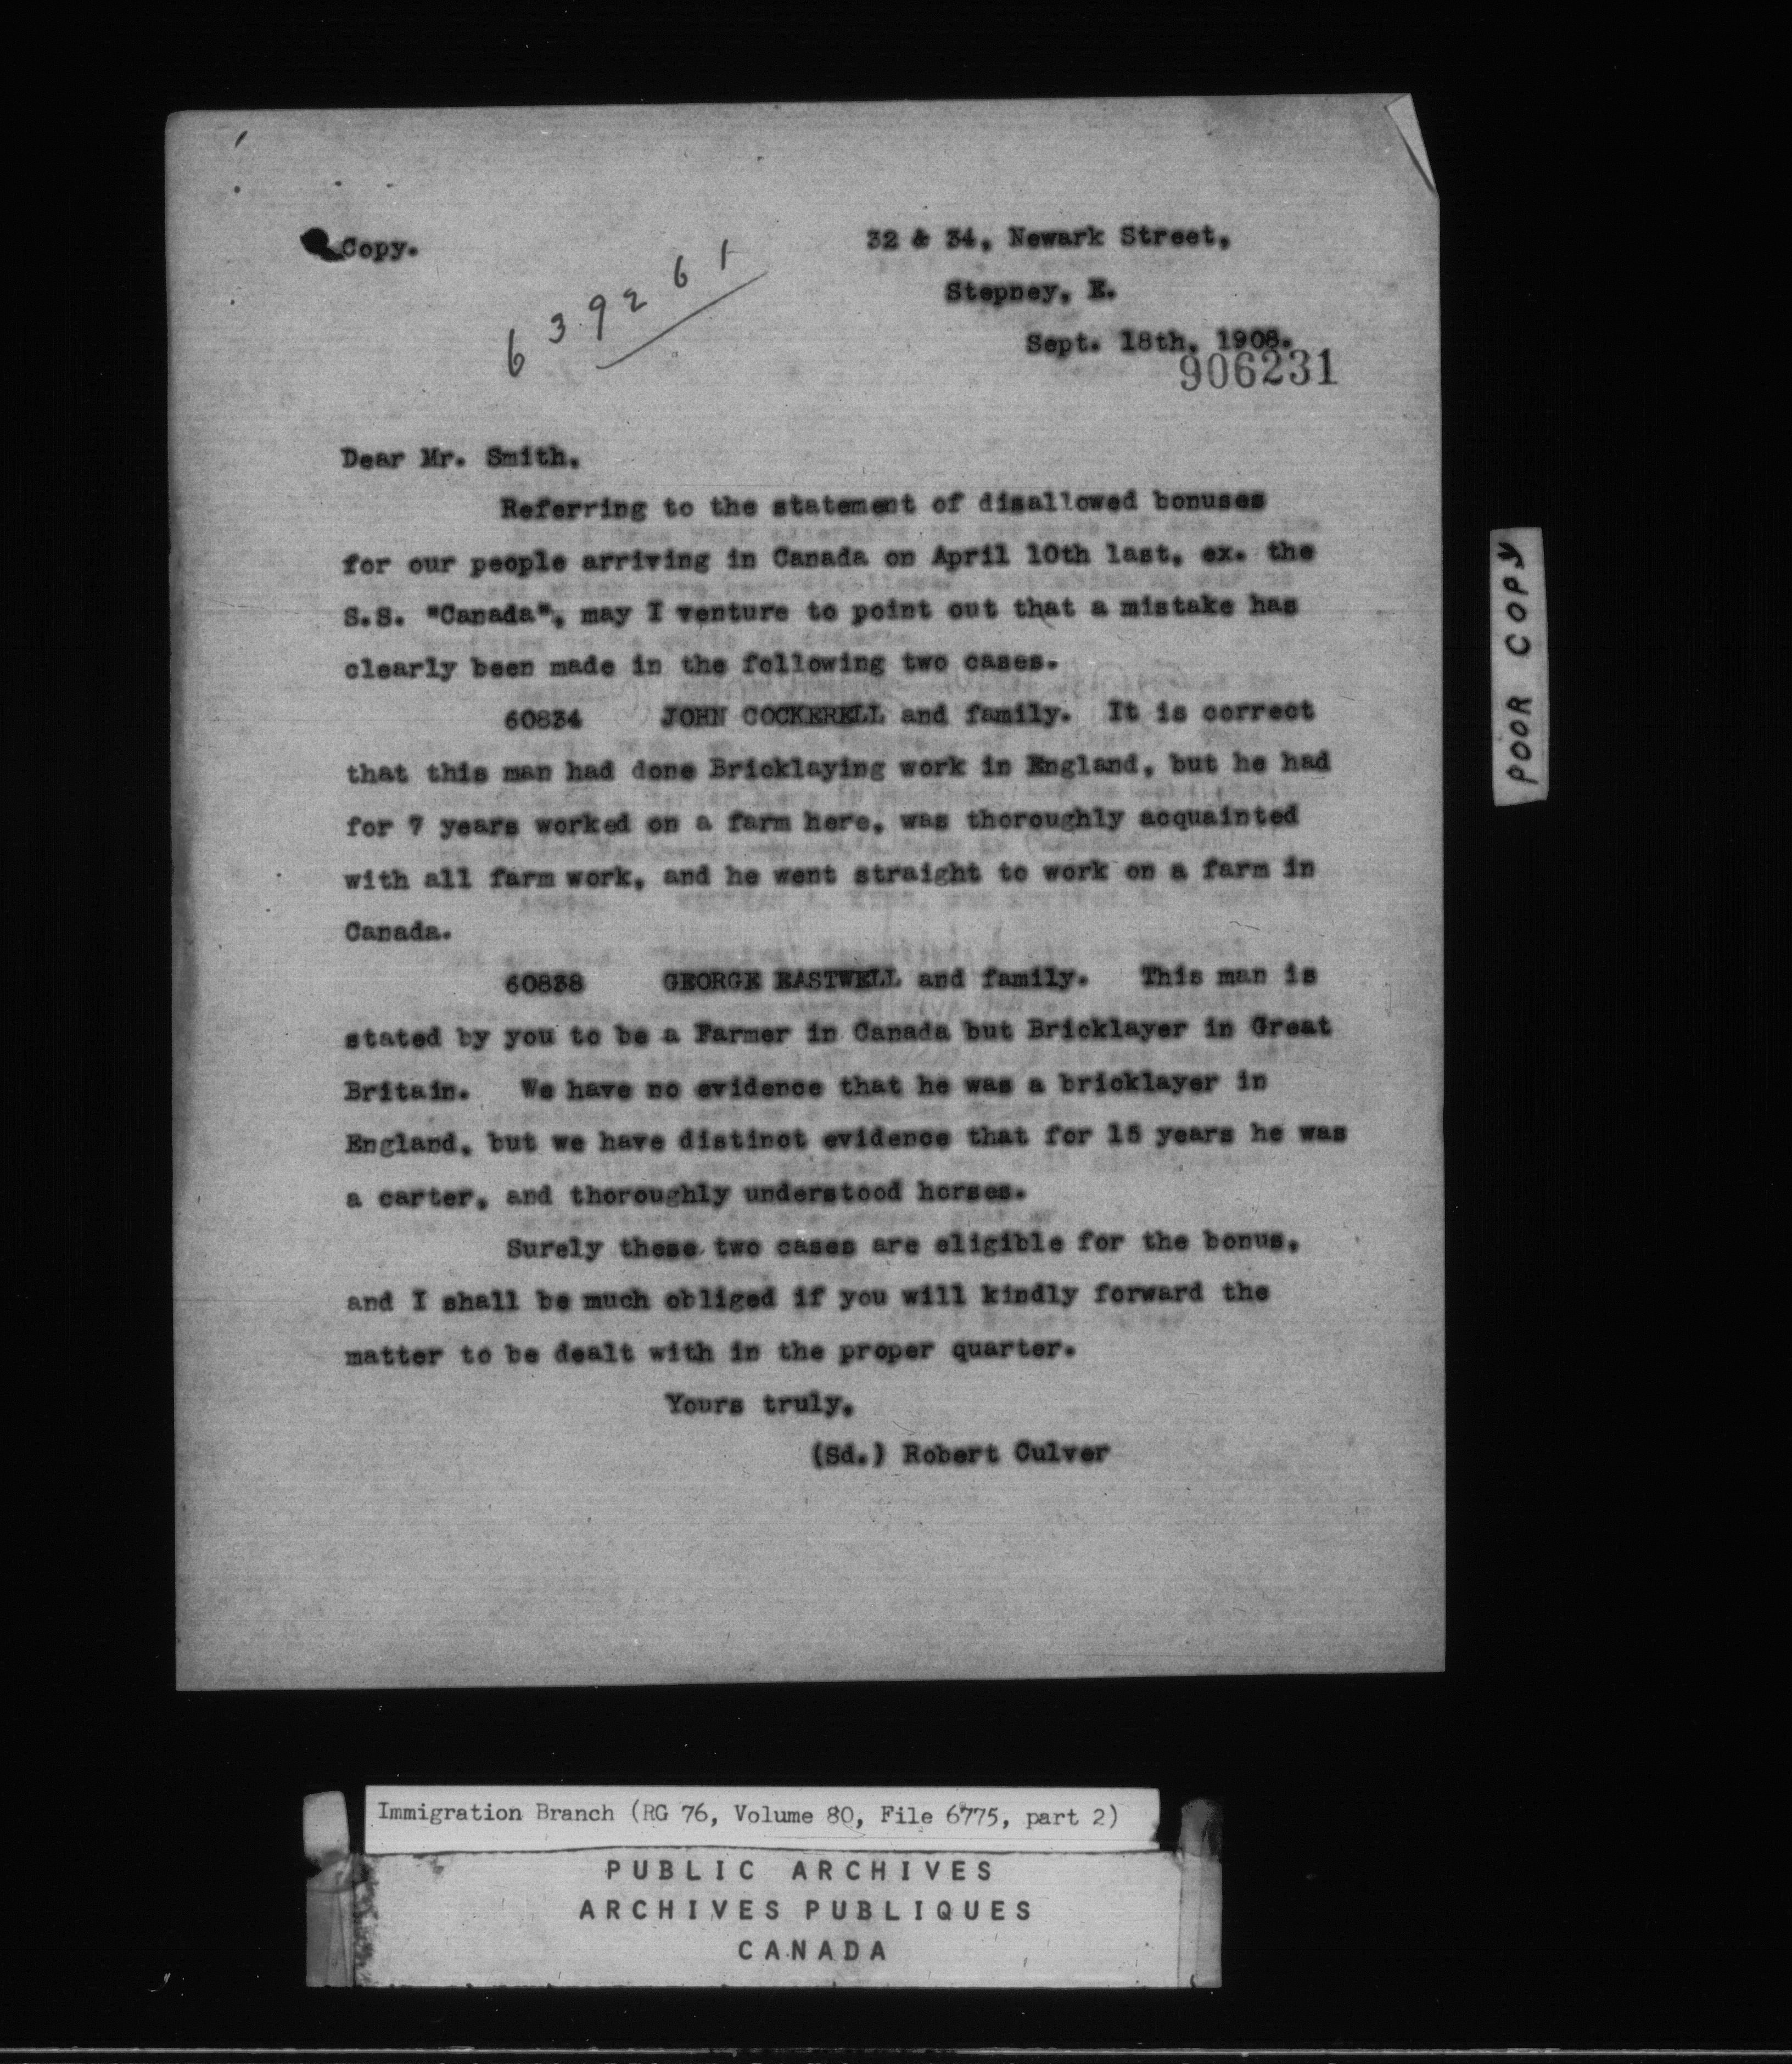 Copy.
32 & 34, Newark Street,
Stepney, E.
Sept. 18th, 1908.
639261
906231
Dear Mr. Smith,
Referring to the statement of disallowed bonuses
for our people arriving in Canada on April 10th last, ex. the
S.S. "Canada", may I venture to point out that a mistake has
clearly been made in the following two cases.
60834 JOHN COCKERELL and family. It is correct
that this man had done Bricklaying work in England, but he had
for 7 years worked on a farm here, was thoroughly acquainted
with all farm work, and he went straight to work on a farm in
Canada.
60838 GEORGE EASTWELL and family. This man is
stated by you to be a Farmer in Canada but Bricklayer in Great
Britain. We have no evidence that he was a bricklayer in
England, but we have distinct evidence that for 15 years he was
a carter, and thoroughly understood horses.
Surely these two cases are eligible for the bonus,
and I shall be much obliged if you will kindly forward the
matter to be dealt with in the proper quarter.
Yours truly,
(Sd.) Robert Culver
POOR COPY
Immigration Branch (RG 76, Volume 80, File 6775, part 2)
PUBLIC ARCHIVES
ARCHIVES PUBLIQUES
CANADA